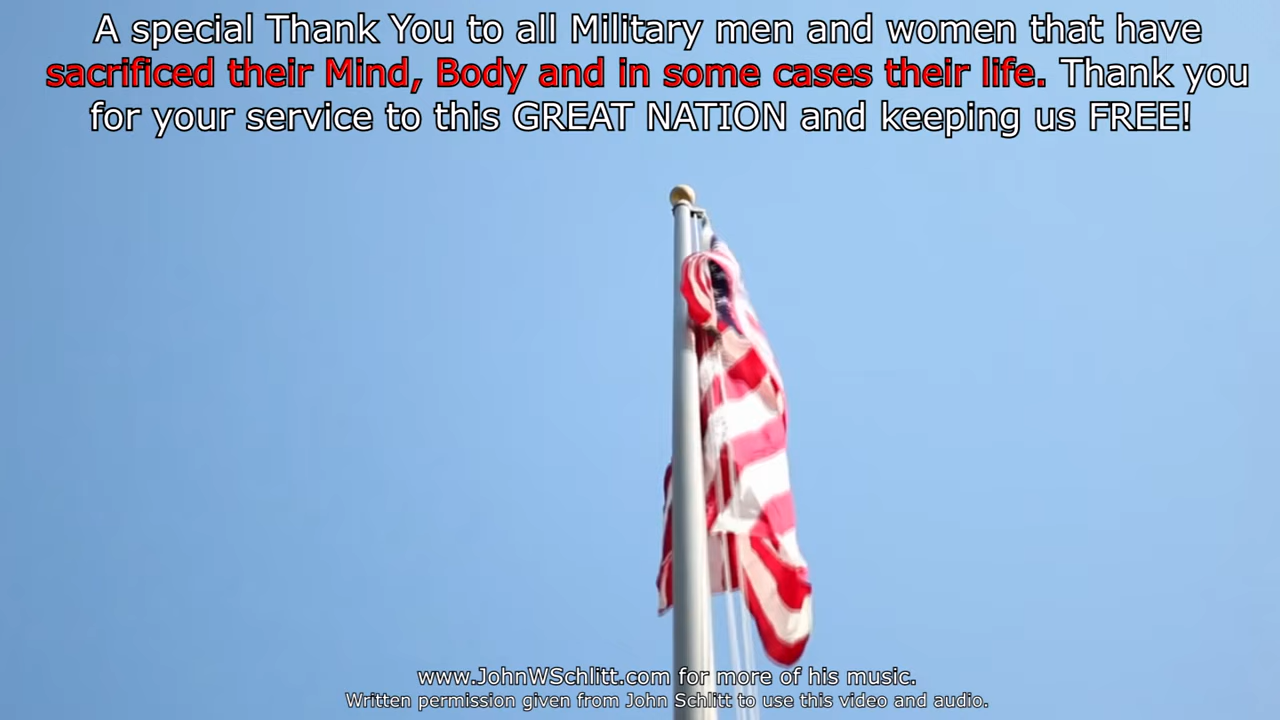 A special Thank You to all Military men and women that have
sacrificed their Mind, Body and in some cases their life. Thank you
for your service to this GREAT NATION and keeping us FREE!
www.JohnWSchlitt.com for more of his music.
Written permission given from John Schlitt to use this video and audio.